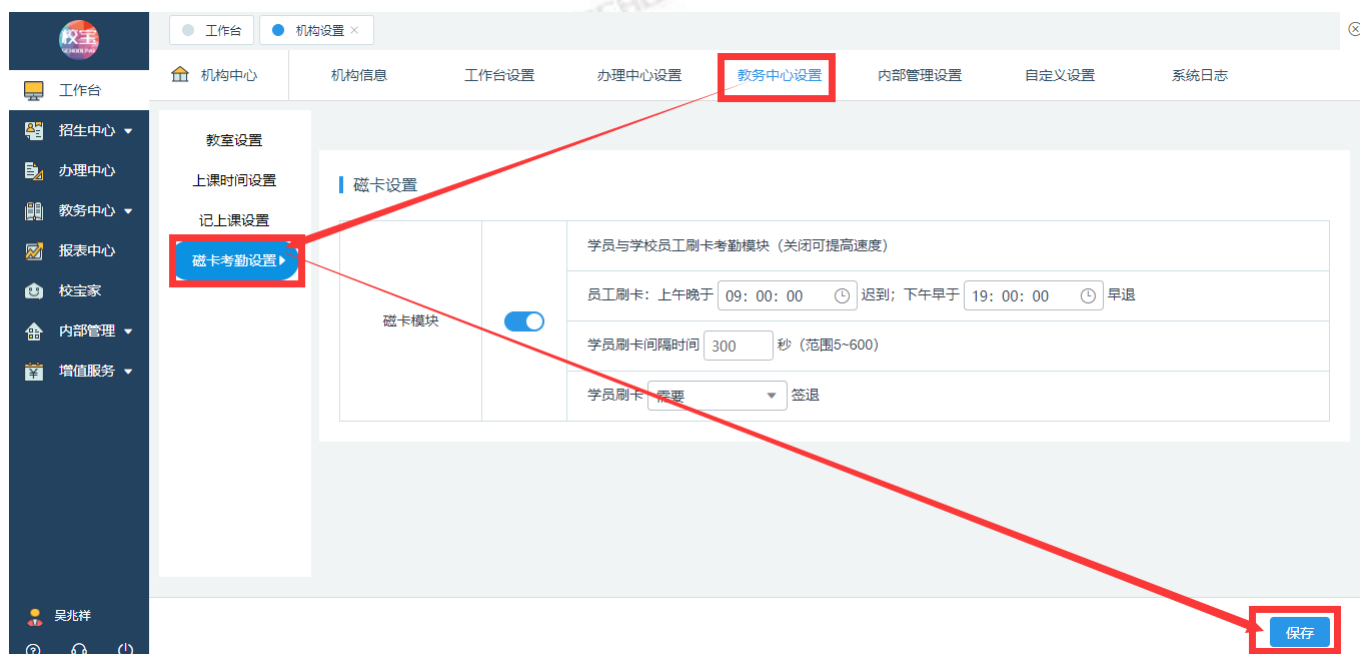 校宝
SCHOOLPAL
工作台
机构设置 ×
机构中心
机构信息
工作台设置
办理中心设置
教务中心设置
内部管理设置
自定义设置
系统日志
工作台
招生中心
办理中心
教务中心
报表中心
校宝家
内部管理
增值服务
吴兆祥
教室设置
上课时间设置
记上课设置
磁卡考勤设置
磁卡设置
磁卡模块
学员与学校员工刷卡考勤模块（关闭可提高速度）
员工刷卡：上午晚于 09：00：00 迟到；下午早于 19：00：00 早退
学员刷卡间隔时间 300 秒（范围5~600）
学员刷卡 需要 签退
保存